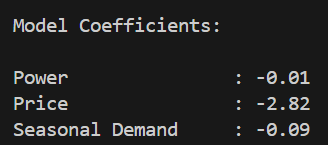 Model Coefficients:
Power : -0.01
Price : -2.82
Seasonal Demand : -0.09